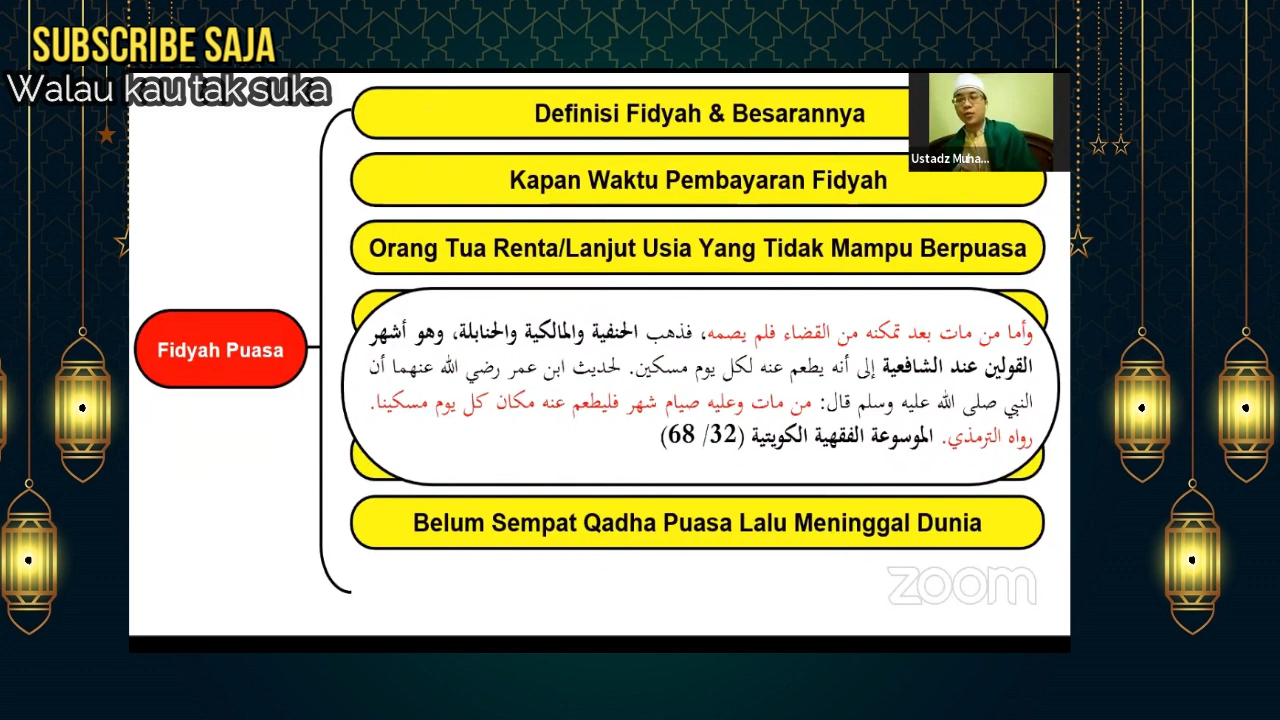 SUBSCRIBE SAJA
Walau kau tak suka
Definisi Fidyah & Besarannya
Ustadz Muha...
Kapan Waktu Pembayaran Fidyah
Orang Tua Renta/Lanjut Usia Yang Tidak Mampu Berpuasa
Fidyah Puasa
وأما من مات بعد تمكنه من القضاء فلم يصمه، فذهب الحنفية والمالكية والحنابلة، وهو أشهر
القولين عند الشافعية إلى أنه يطعم عنه لكل يوم مسكين. لحديث ابن عمر رضي الله عنهما أن
النبي صلى الله عليه وسلم قال: من مات وعليه صيام شهر فليطعم عنه مكان كل يوم مسكينا.
رواه الترمذي. الموسوعة الفقهية الكويتية (32/ 68)
Belum Sempat Qadha Puasa Lalu Meninggal Dunia
zoom